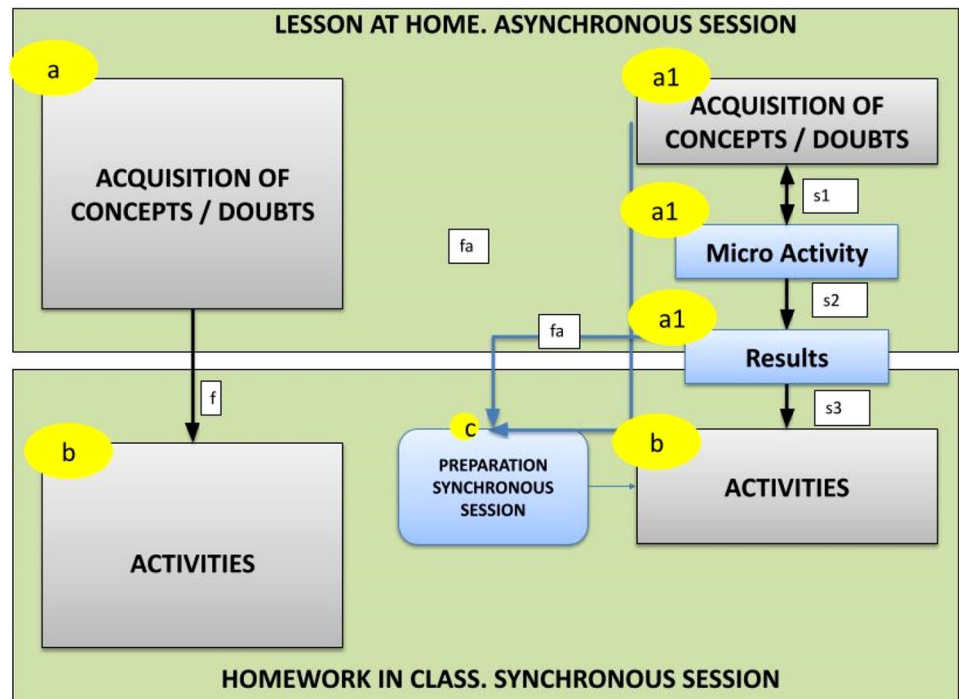 LESSON AT HOME. ASYNCHRONOUS SESSION
a
ACQUISITION OF
CONCEPTS / DOUBTS
f
b
ACTIVITIES
a1
ACQUISITION OF
CONCEPTS / DOUBTS
s1
a1
Micro Activity
fa
s2
a1
fa
Results
s3
c
PREPARATION
SYNCHRONOUS
SESSION
b
ACTIVITIES
HOMEWORK IN CLASS. SYNCHRONOUS SESSION